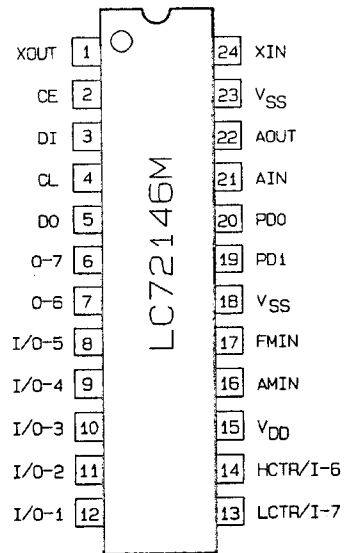 XOUT 1 24 XIN
CE 2 23 VSS
DI 3 22 AOUT
CL 4 21 AIN
DO 5 20 PD0
O-7 6 19 PD1
O-6 7 18 VSS
I/O-5 8 17 FMIN
I/O-4 9 16 AMIN
I/O-3 10 15 VDD
I/O-2 11 14 HCTR/I-6
I/O-1 12 13 LCTR/I-7
LC72146M